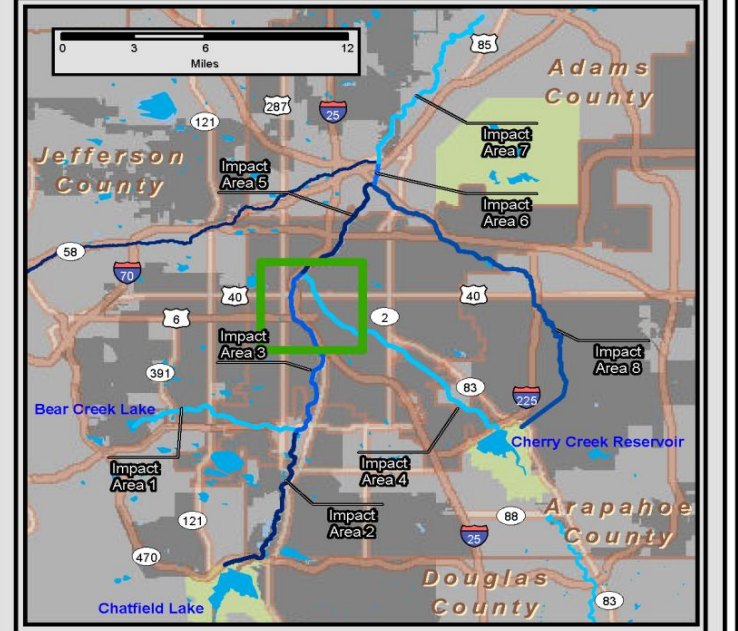 0 3 6 12
Miles
85
Adams
County
287
25
121
Impact
Area 7
Jefferson
County
Impact
Area 5
Impact
Area 6
58
70
40
40
6
2
Impact
Area 3
Impact
Area 8
391
83
225
Bear Creek Lake
Cherry Creek Reservoir
Impact
Area 1
Impact
Area 4
121
Impact
Area 2
88
Arapahoe
County
25
470
Douglas
County
Chatfield Lake
83